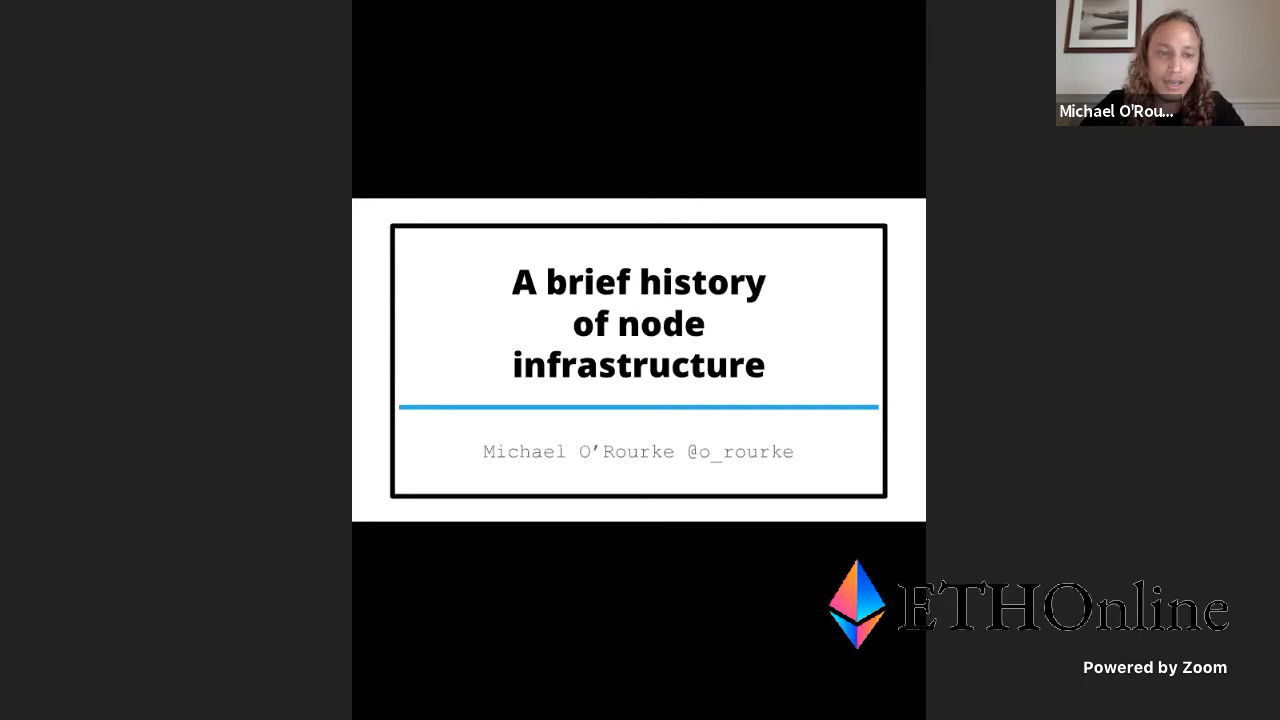 Michael O'Rou...
A brief history
of node
infrastructure
Michael O’Rourke @o_rourke
ETHOnline
Powered by Zoom